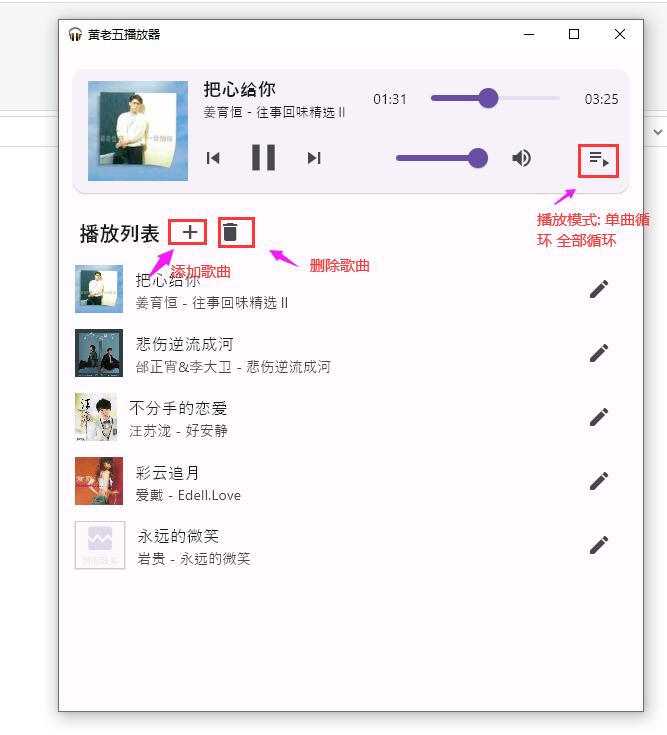 黄老五播放器
把心给你
姜育恒 - 往事回味精选 II
01:31
03:25
播放模式: 单曲循
环 全部循环
播放列表
添加歌曲
删除歌曲
把心给你
姜育恒 - 往事回味精选 II
悲伤逆流成河
邰正宵&李大卫 - 悲伤逆流成河
不分手的恋爱
汪苏泷 - 好安静
彩云追月
爱戴 - Edell.Love
永远的微笑
岩贵 - 永远的微笑